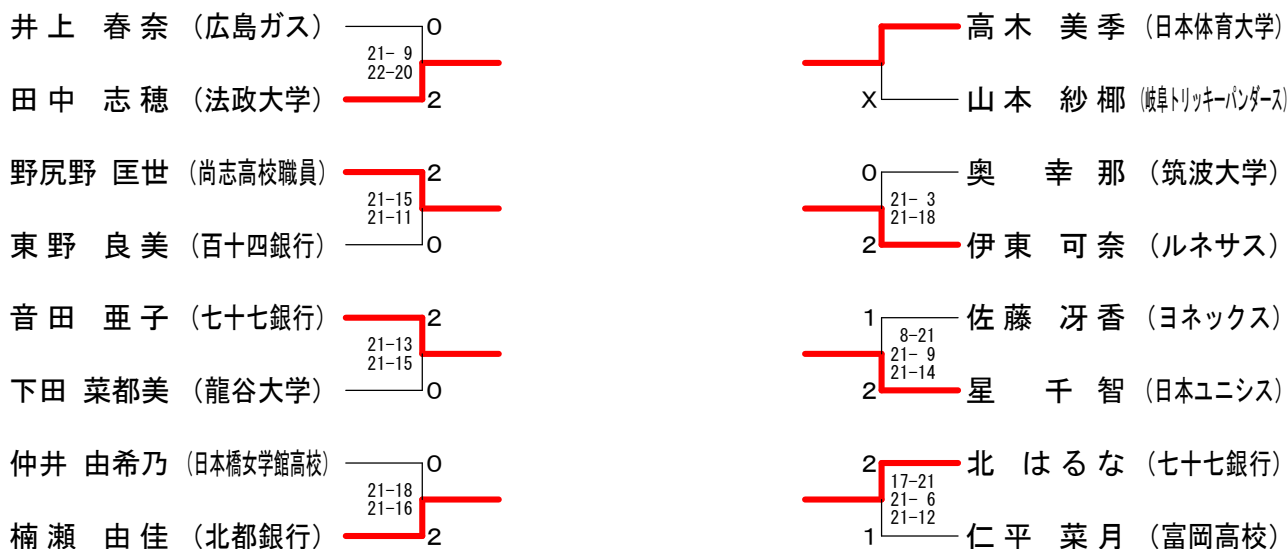 井上 春奈 (広島ガス) 0
21- 9
22-20
田中 志穂 (法政大学) 2
野尻野 匡世 (尚志高校職員) 2
21-15
21-11
東野 良美 (百十四銀行) 0
音田 亜子 (七十七銀行) 2
21-13
21-15
下田 菜都美 (龍谷大学) 0
仲井 由希乃 (日本橋女学館高校) 0
21-18
21-16
楠瀬 由佳 (北都銀行) 2
高木 美季 (日本体育大学)
X 山本 紗椰 (岐阜トリッキーパンダース)
0 奥 幸那 (筑波大学)
21- 3
21-18
2 伊東 可奈 (ルネサス)
1 佐藤 冴香 (ヨネックス)
8-21
21- 9
21-14
2 星 千智 (日本ユニシス)
2 北 はるな (七十七銀行)
17-21
21- 6
21-12
1 仁平 菜月 (富岡高校)